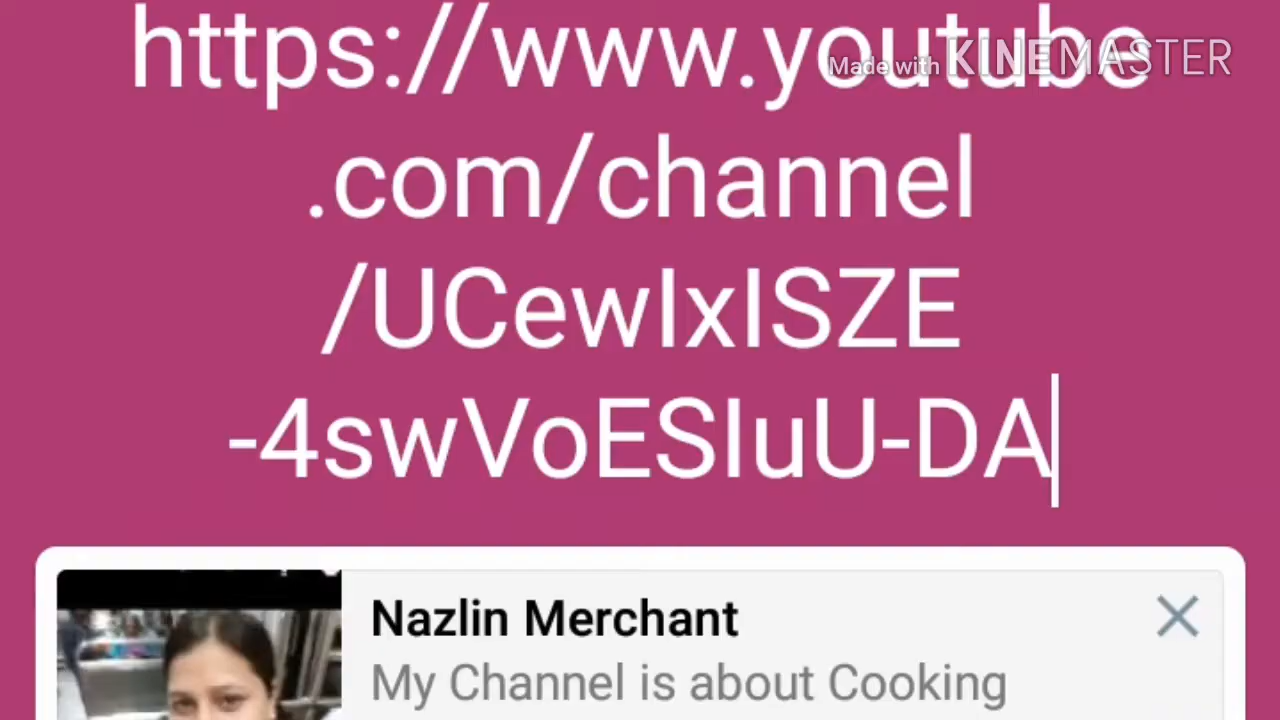 https://www.youtube
Made with KINEMASTER
.com/channel
/UCewIxISZE
-4swVoESIuU-DA
Nazlin Merchant
My Channel is about Cooking